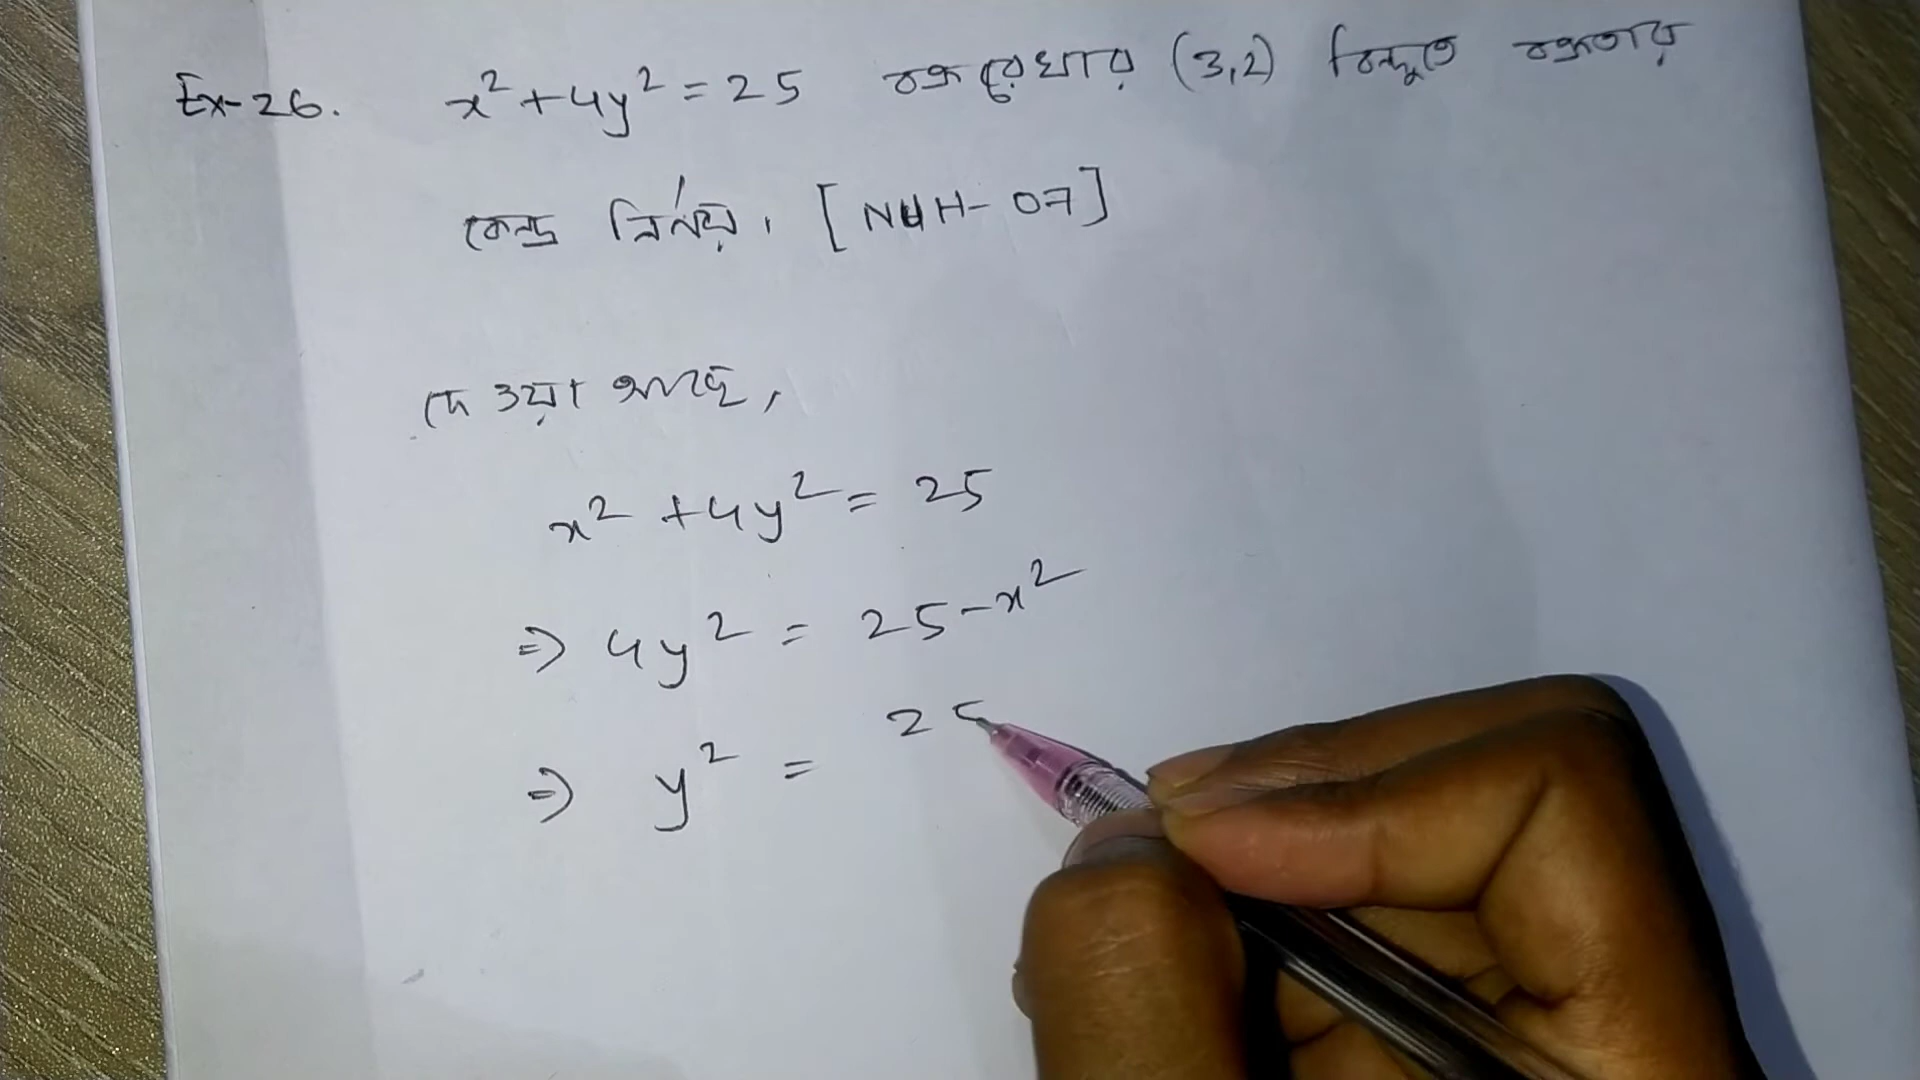 Ex-26. x²+4y²=25 বক্ররেখার (3,2) বিন্দুতে বক্রতার
কেন্দ্র নির্ণয়। [NUH-07]
দেওয়া আছে,
x² +4y² = 25
⇒ 4y² = 25-x²
⇒ y² = 25